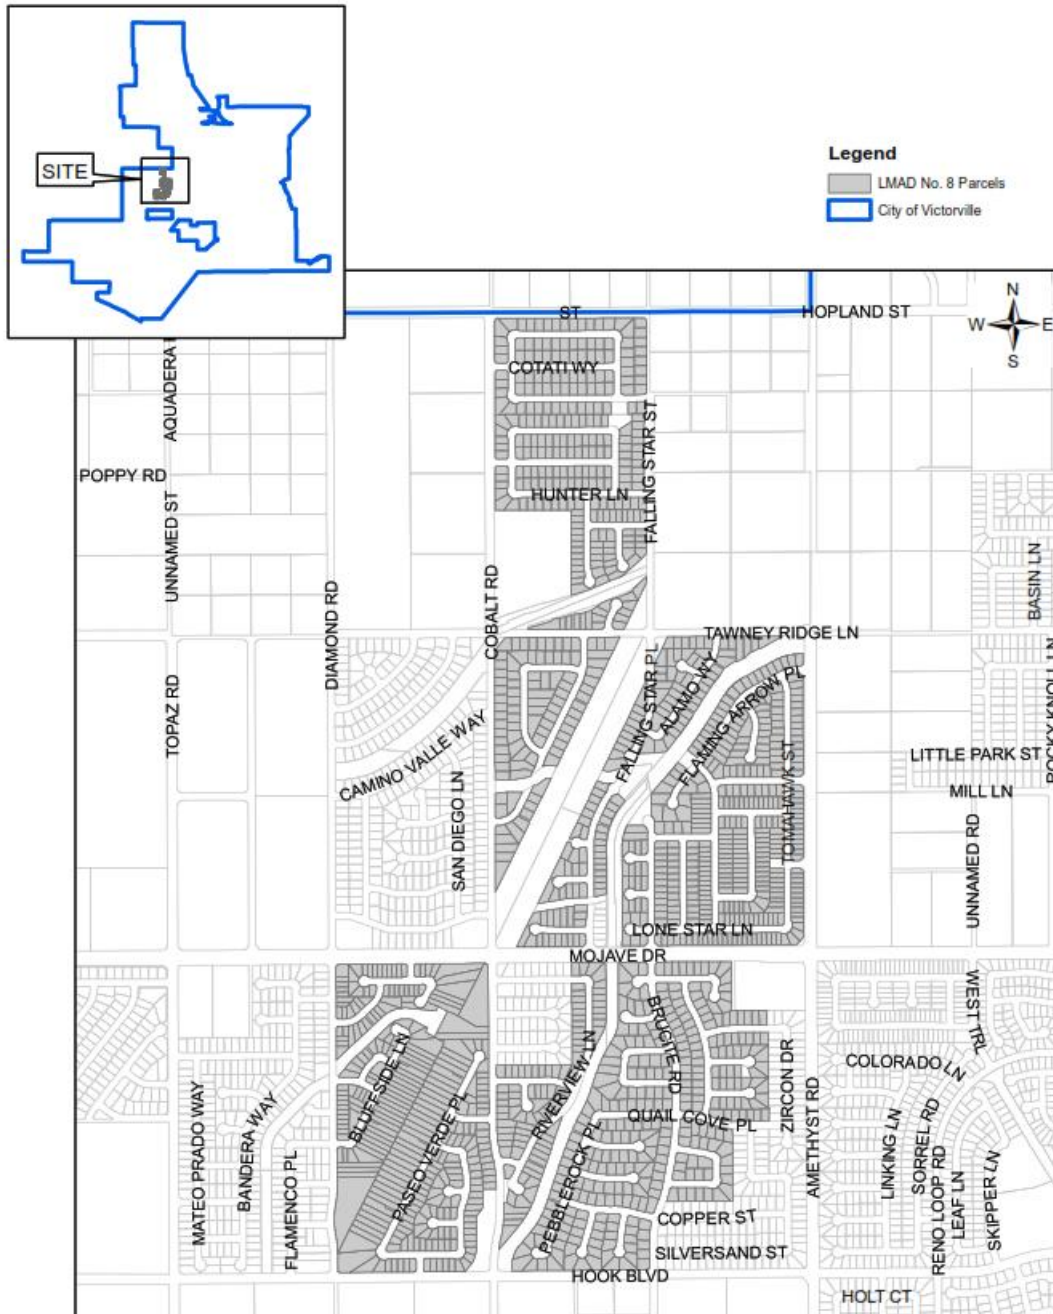 SITE
Legend
LMAD No. 8 Parcels
City of Victorville
N
W E
S
ST
HOPLAND ST
COTATI WY
AQUADERA
POPPY RD
HUNTER LN
FALLING STAR ST
UNNAMED ST
BASIN LN
DIAMOND RD
COBALT RD
TAWNEY RIDGE LN
TOPAZ RD
FALLING STAR PL
ALAMO WY
FLAMING ARROW PL
ROCKY KNOLL LN
CAMINO VALLE WAY
LITTLE PARK ST
MILL LN
SAN DIEGO LN
TOMAHAWK ST
UNNAMED RD
LONE STAR LN
MOJAVE DR
WEST TRL
BRUCITE RD
COLORADO LN
ZIRCON DR
BLUFFSIDE LN
RIVERVIEW LN
MATEO PRADO WAY
BANDERA WAY
PASEO VERDE PL
QUAIL COVE PL
AMETHYST RD
LINKING LN
SORREL RD
FLAMENCO PL
PEBBLEROCK PL
RENO LOOP RD
LEAF LN
SKIPPER LN
COPPER ST
SILVERSAND ST
HOOK BLVD
HOLT CT